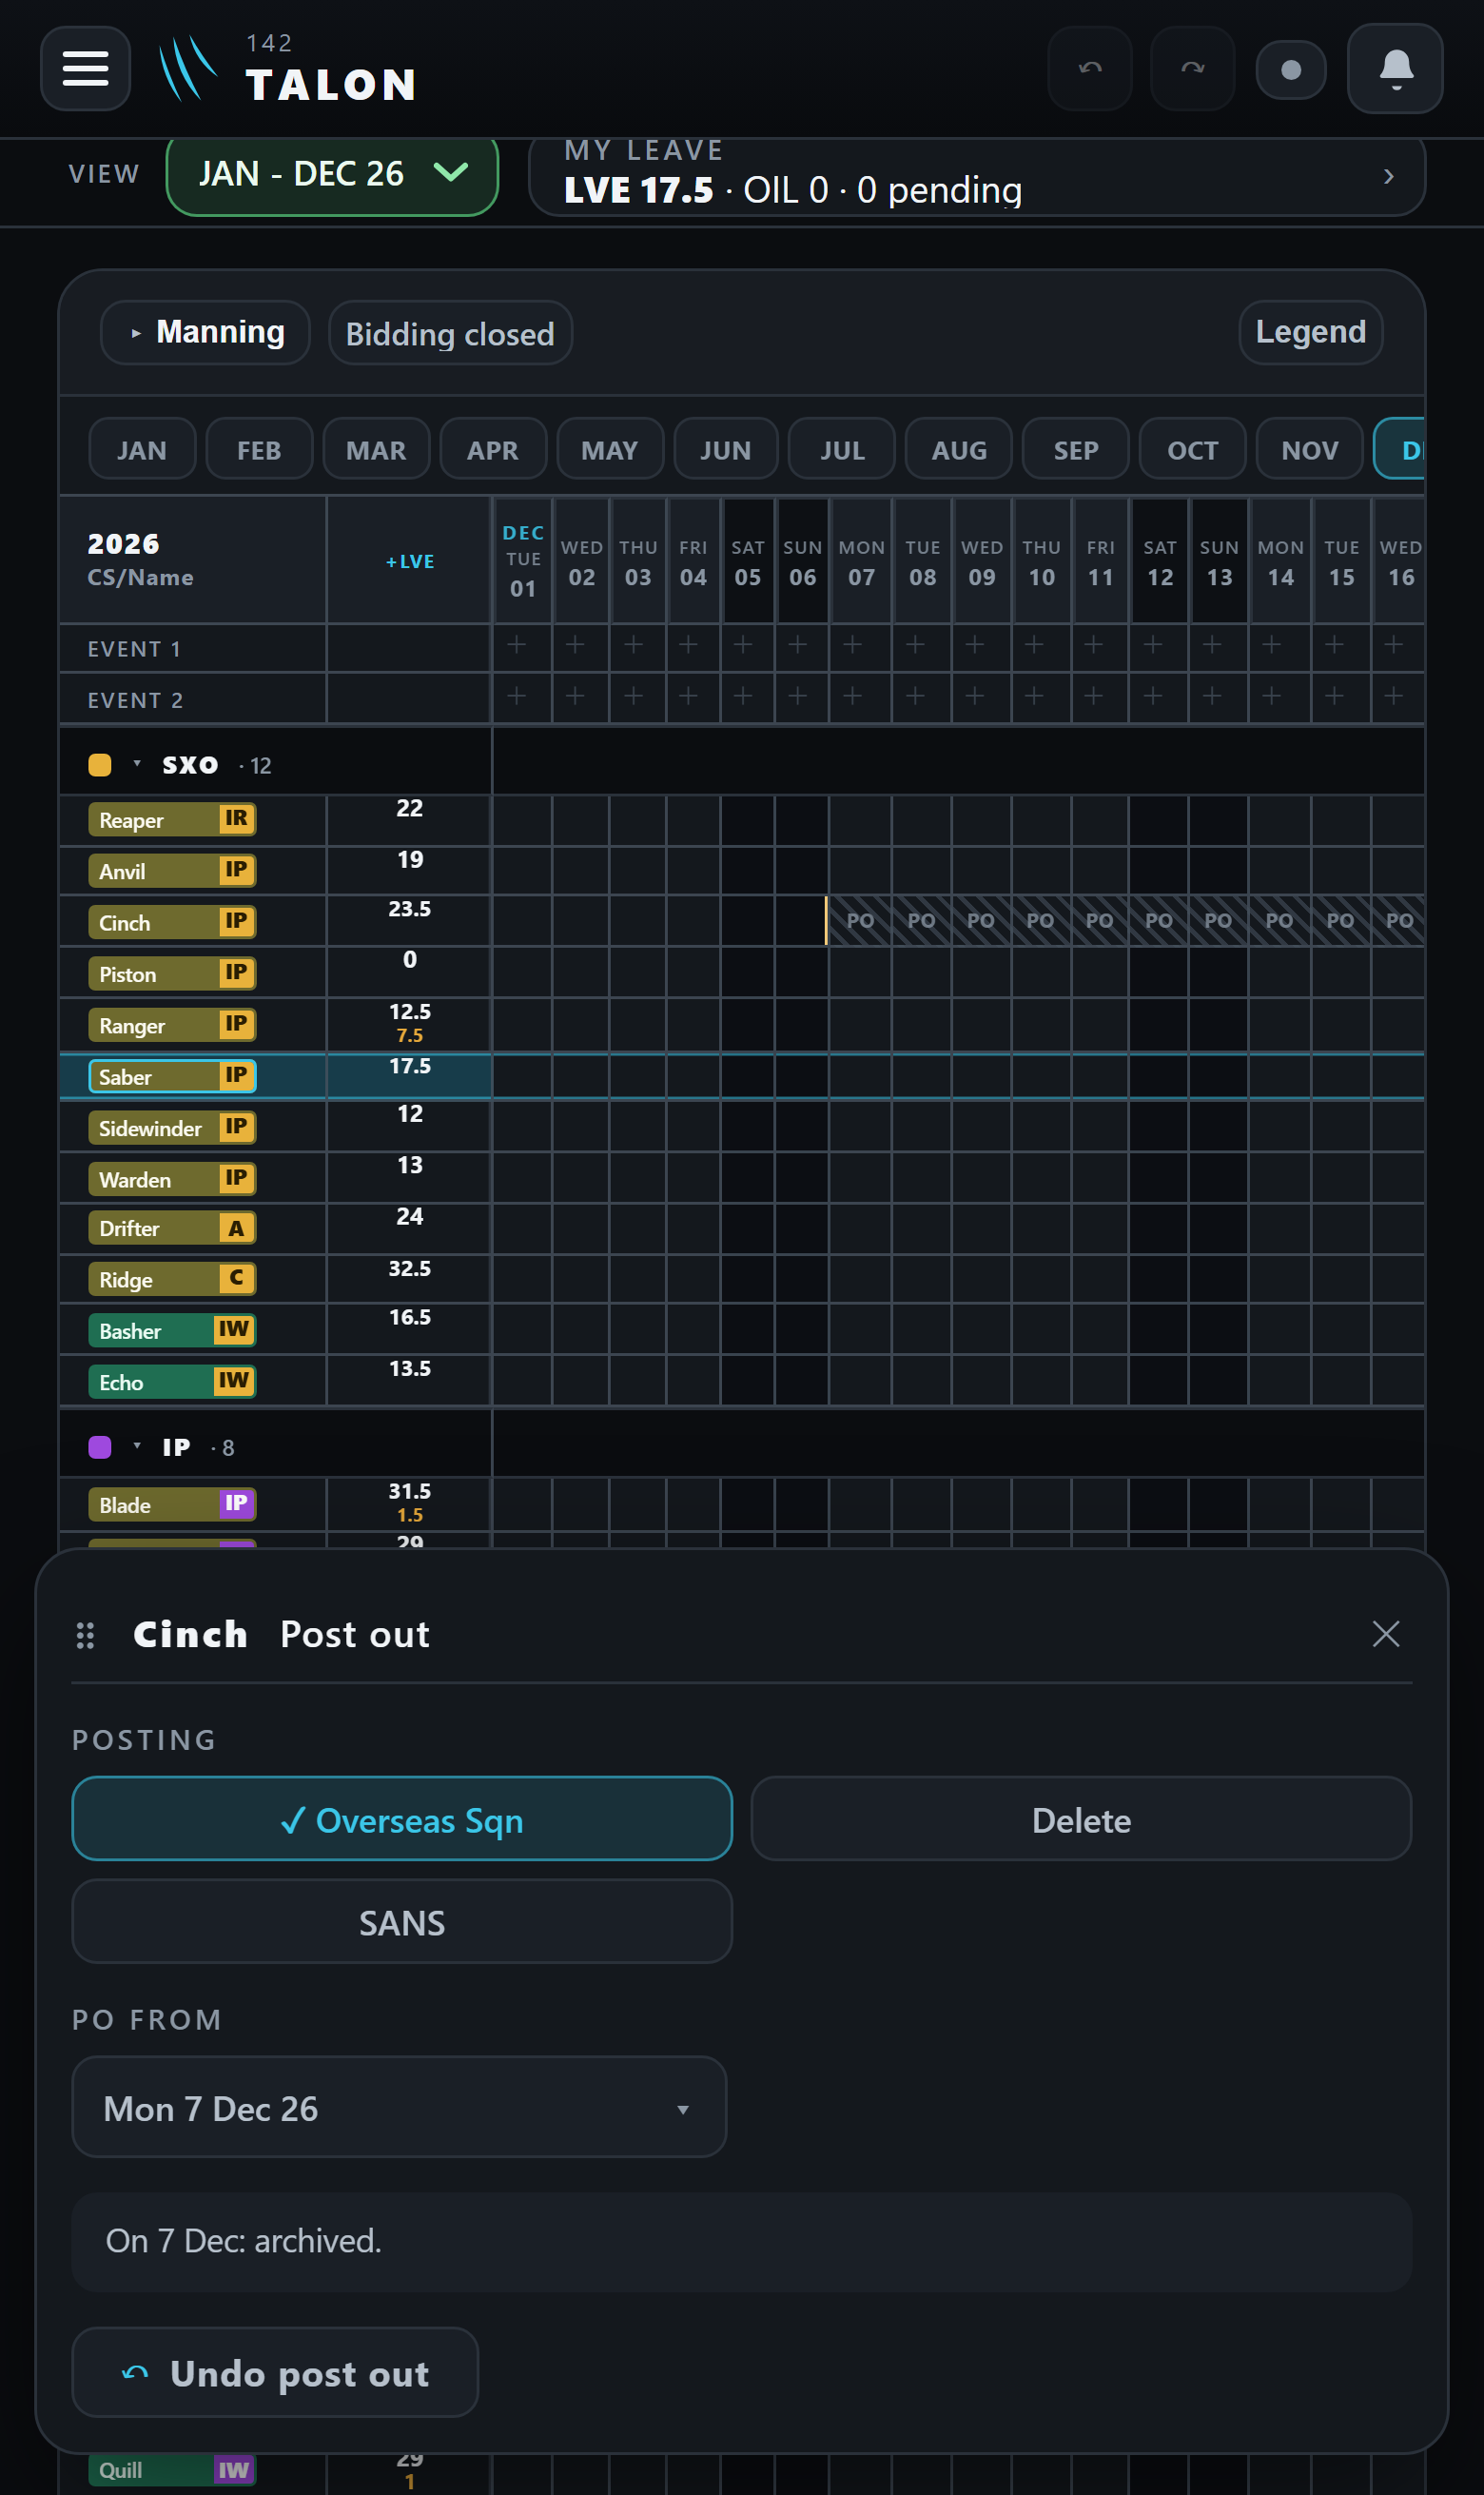 142
TALON
VIEW
JAN - DEC 26
MY LEAVE
LVE 17.5 · OIL 0 · 0 pending
Manning
Bidding closed
Legend
JAN FEB MAR APR MAY JUN JUL AUG SEP OCT NOV
2026
CS/Name
+LVE
DEC
TUE WED THU FRI SAT SUN MON TUE WED THU FRI SAT SUN MON TUE WED
01 02 03 04 05 06 07 08 09 10 11 12 13 14 15 16
EVENT 1 + + + + + + + + + + + + + + + +
EVENT 2 + + + + + + + + + + + + + + + +
SXO · 12
Reaper IR 22
Anvil IP 19
Cinch IP 23.5 PO PO PO PO PO PO PO PO PO PO
Piston IP 0
Ranger IP 12.5
7.5
Saber IP 17.5
Sidewinder IP 12
Warden IP 13
Drifter A 24
Ridge C 32.5
Basher IW 16.5
Echo IW 13.5
IP · 8
Blade IP 31.5
1.5
29
Cinch Post out
POSTING
✓ Overseas Sqn
Delete
SANS
PO FROM
Mon 7 Dec 26
On 7 Dec: archived.
Undo post out
Quill IW 29
1